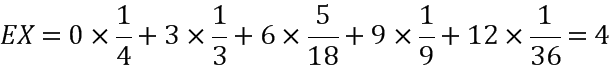 EX = 0 × 1/4 + 3 × 1/3 + 6 × 5/18 + 9 × 1/9 + 12 × 1/36 = 4